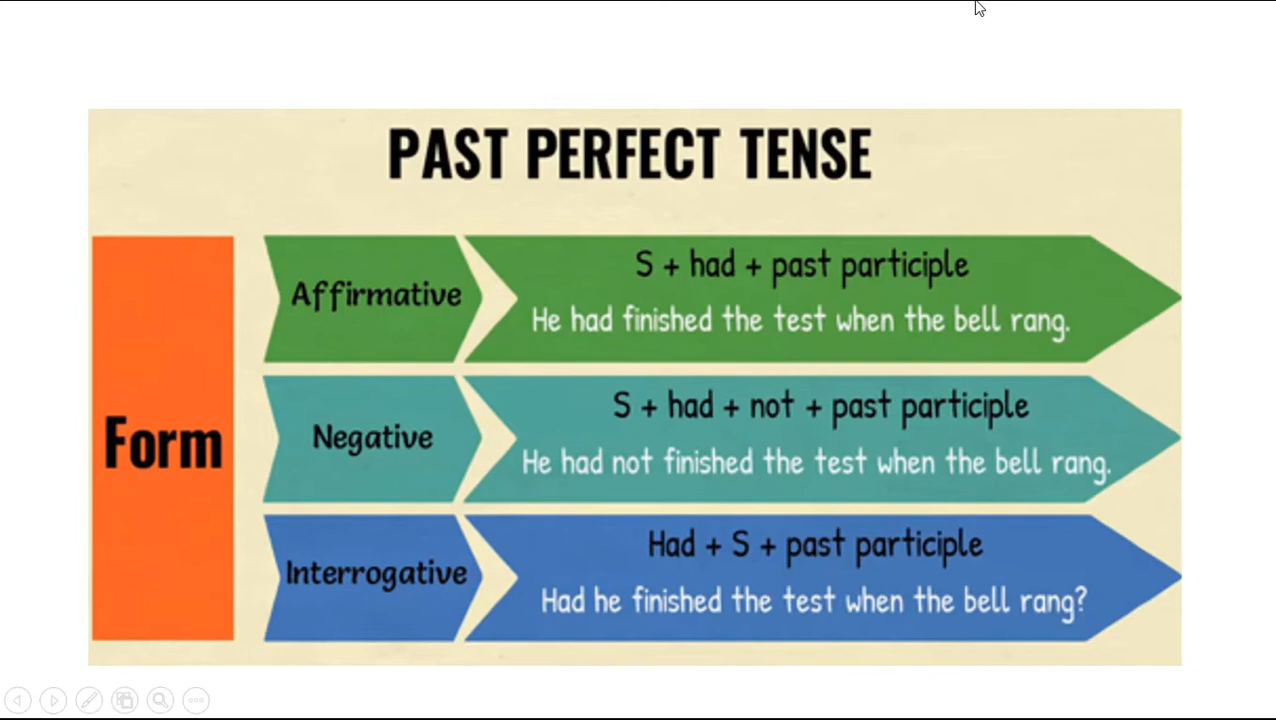 PAST PERFECT TENSE
Form
Affirmative
S + had + past participle
He had finished the test when the bell rang.
Negative
S + had + not + past participle
He had not finished the test when the bell rang.
Interrogative
Had + S + past participle
Had he finished the test when the bell rang?